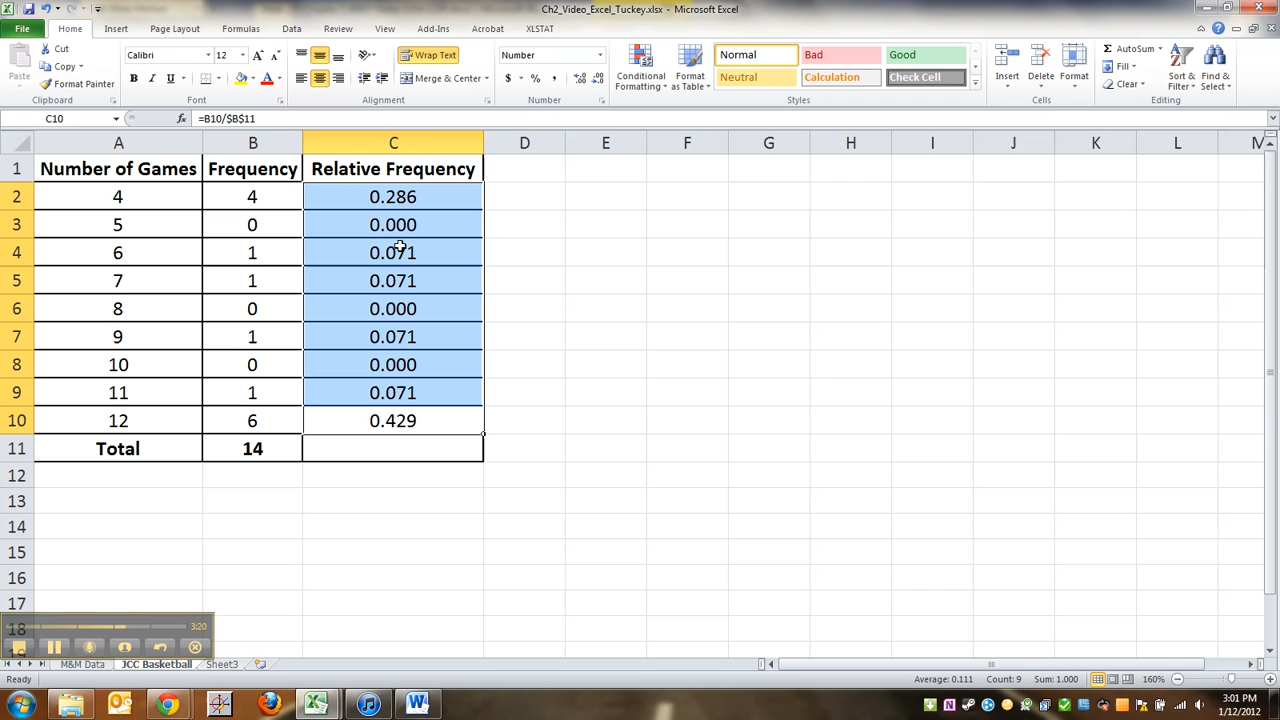 Ch2_Video_Excel_Tuckey.xlsx - Microsoft Excel
File Home Insert Page Layout Formulas Data Review View Add-Ins Acrobat XLSTAT
Paste Cut Calibri 12 Wrap Text Number Normal Bad Good AutoSum
Copy Conditional Formatting Format as Table Insert Delete Format Fill Sort & Filter Find & Select
Format Painter B I U Merge & Center $ % , Neutral Calculation Check Cell Clear
Clipboard Font Alignment Number Styles Cells Editing
C10 fx =B10/$B$11
A B C D E F G H I J K L M
1 Number of Games Frequency Relative Frequency
2 4 4 0.286
3 5 0 0.000
4 6 1 0.071
5 7 1 0.071
6 8 0 0.000
7 9 1 0.071
8 10 0 0.000
9 11 1 0.071
10 12 6 0.429
11 Total 14
12
13
14
15
16
17
18
3:20
M&M Data JCC Basketball Sheet3
Ready Average: 0.111 Count: 9 Sum: 1.000 160%
3:01 PM
1/12/2012